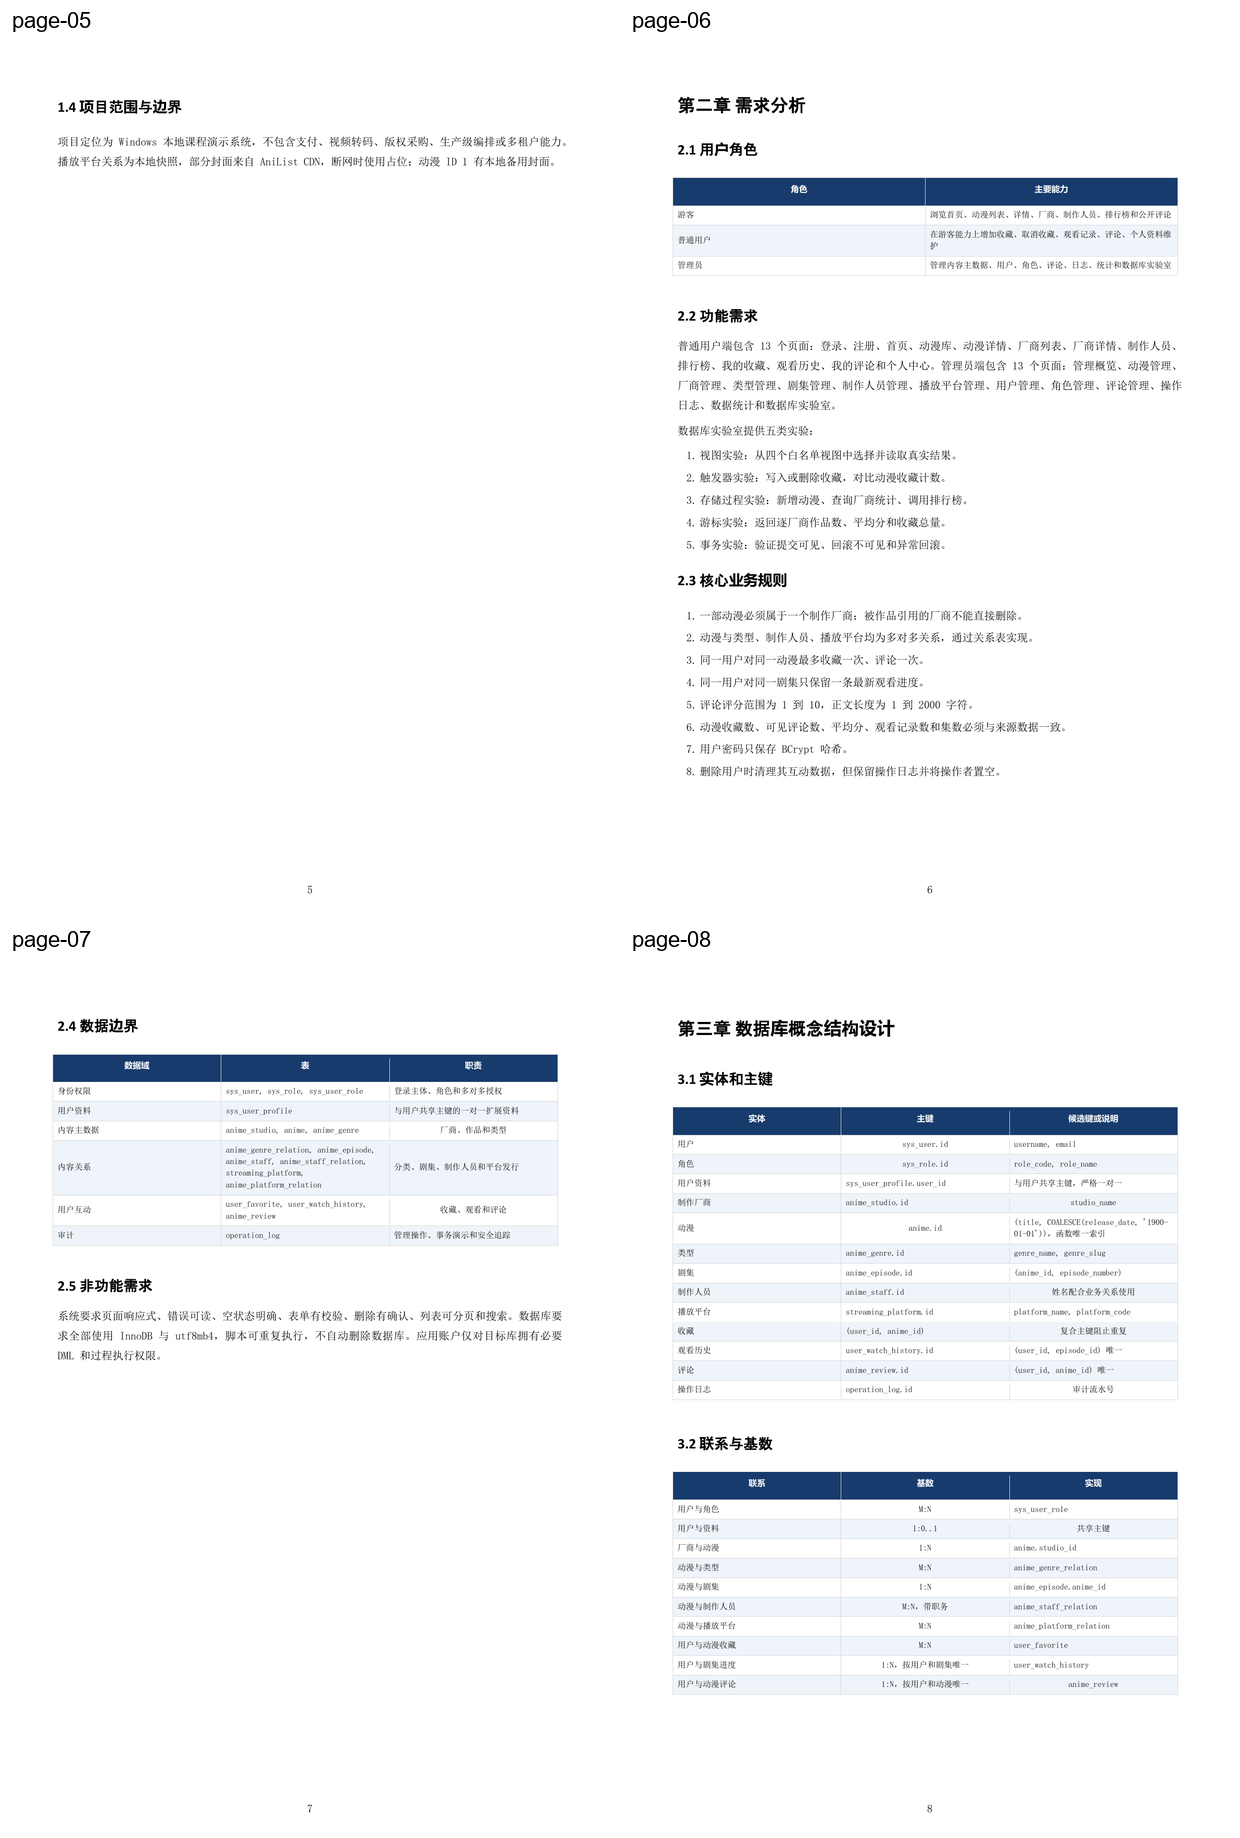 page-05
1.4 项目范围与边界
项目定位为 Windows 本地课程演示系统，不包含支付、视频转码、版权采购、生产级编排或多租户能力。
播放平台关系为本地快照，部分封面来自 AniList CDN，断网时使用占位；动漫 ID 1 有本地备用封面。
5
page-06
第二章 需求分析
2.1 用户角色
角色 主要能力
游客 浏览首页、动漫列表、详情、厂商、制作人员、排行榜和公开评论
普通用户 在游客能力上增加收藏、取消收藏、观看记录、评论、个人资料维
护
管理员 管理内容主数据、用户、角色、评论、日志、统计和数据库实验室
2.2 功能需求
普通用户端包含 13 个页面：登录、注册、首页、动漫库、动漫详情、厂商列表、厂商详情、制作人员、
排行榜、我的收藏、观看历史、我的评论和个人中心。管理员端包含 13 个页面：管理概览、动漫管理、
厂商管理、类型管理、剧集管理、制作人员管理、播放平台管理、用户管理、角色管理、评论管理、操作
日志、数据统计和数据库实验室。
数据库实验室提供五类实验：
1. 视图实验：从四个白名单视图中选择并读取真实结果。
2. 触发器实验：写入或删除收藏，对比动漫收藏计数。
3. 存储过程实验：新增动漫、查询厂商统计、调用排行榜。
4. 游标实验：返回逐厂商作品数、平均分和收藏总量。
5. 事务实验：验证提交可见、回滚不可见和异常回滚。
2.3 核心业务规则
1. 一部动漫必须属于一个制作厂商；被作品引用的厂商不能直接删除。
2. 动漫与类型、制作人员、播放平台均为多对多关系，通过关系表实现。
3. 同一用户对同一动漫最多收藏一次、评论一次。
4. 同一用户对同一剧集只保留一条最新观看进度。
5. 评论评分范围为 1 到 10，正文长度为 1 到 2000 字符。
6. 动漫收藏数、可见评论数、平均分、观看记录数和集数必须与来源数据一致。
7. 用户密码只保存 BCrypt 哈希。
8. 删除用户时清理其互动数据，但保留操作日志并将操作者置空。
6
page-07
2.4 数据边界
数据域 表 职责
身份权限 sys_user, sys_role, sys_user_role 登录主体、角色和多对多授权
用户资料 sys_user_profile 与用户共享主键的一对一扩展资料
内容主数据 anime_studio, anime, anime_genre 厂商、作品和类型
内容关系 anime_genre_relation, anime_episode, 分类、剧集、制作人员和平台发行
anime_staff, anime_staff_relation,
streaming_platform,
anime_platform_relation
用户互动 user_favorite, user_watch_history, 收藏、观看和评论
anime_review
审计 operation_log 管理操作、事务演示和安全追踪
2.5 非功能需求
系统要求页面响应式、错误可读、空状态明确、表单有校验、删除有确认、列表可分页和搜索。数据库要
求全部使用 InnoDB 与 utf8mb4，脚本可重复执行，不自动删除数据库。应用账户仅对目标库拥有必要
DML 和过程执行权限。
7
page-08
第三章 数据库概念结构设计
3.1 实体和主键
实体 主键 候选键或说明
用户 sys_user.id username, email
角色 sys_role.id role_code, role_name
用户资料 sys_user_profile.user_id 与用户共享主键，严格一对一
制作厂商 anime_studio.id studio_name
动漫 anime.id (title, COALESCE(release_date, '1900-
01-01'))，函数唯一索引
类型 anime_genre.id genre_name, genre_slug
剧集 anime_episode.id (anime_id, episode_number)
制作人员 anime_staff.id 姓名配合业务关系使用
播放平台 streaming_platform.id platform_name, platform_code
收藏 (user_id, anime_id) 复合主键阻止重复
观看历史 user_watch_history.id (user_id, episode_id) 唯一
评论 anime_review.id (user_id, anime_id) 唯一
操作日志 operation_log.id 审计流水号
3.2 联系与基数
联系 基数 实现
用户与角色 M:N sys_user_role
用户与资料 1:0..1 共享主键
厂商与动漫 1:N anime.studio_id
动漫与类型 M:N anime_genre_relation
动漫与剧集 1:N anime_episode.anime_id
动漫与制作人员 M:N，带职务 anime_staff_relation
动漫与播放平台 M:N anime_platform_relation
用户与动漫收藏 M:N user_favorite
用户与剧集进度 1:N，按用户和剧集唯一 user_watch_history
用户与动漫评论 1:N，按用户和动漫唯一 anime_review
8